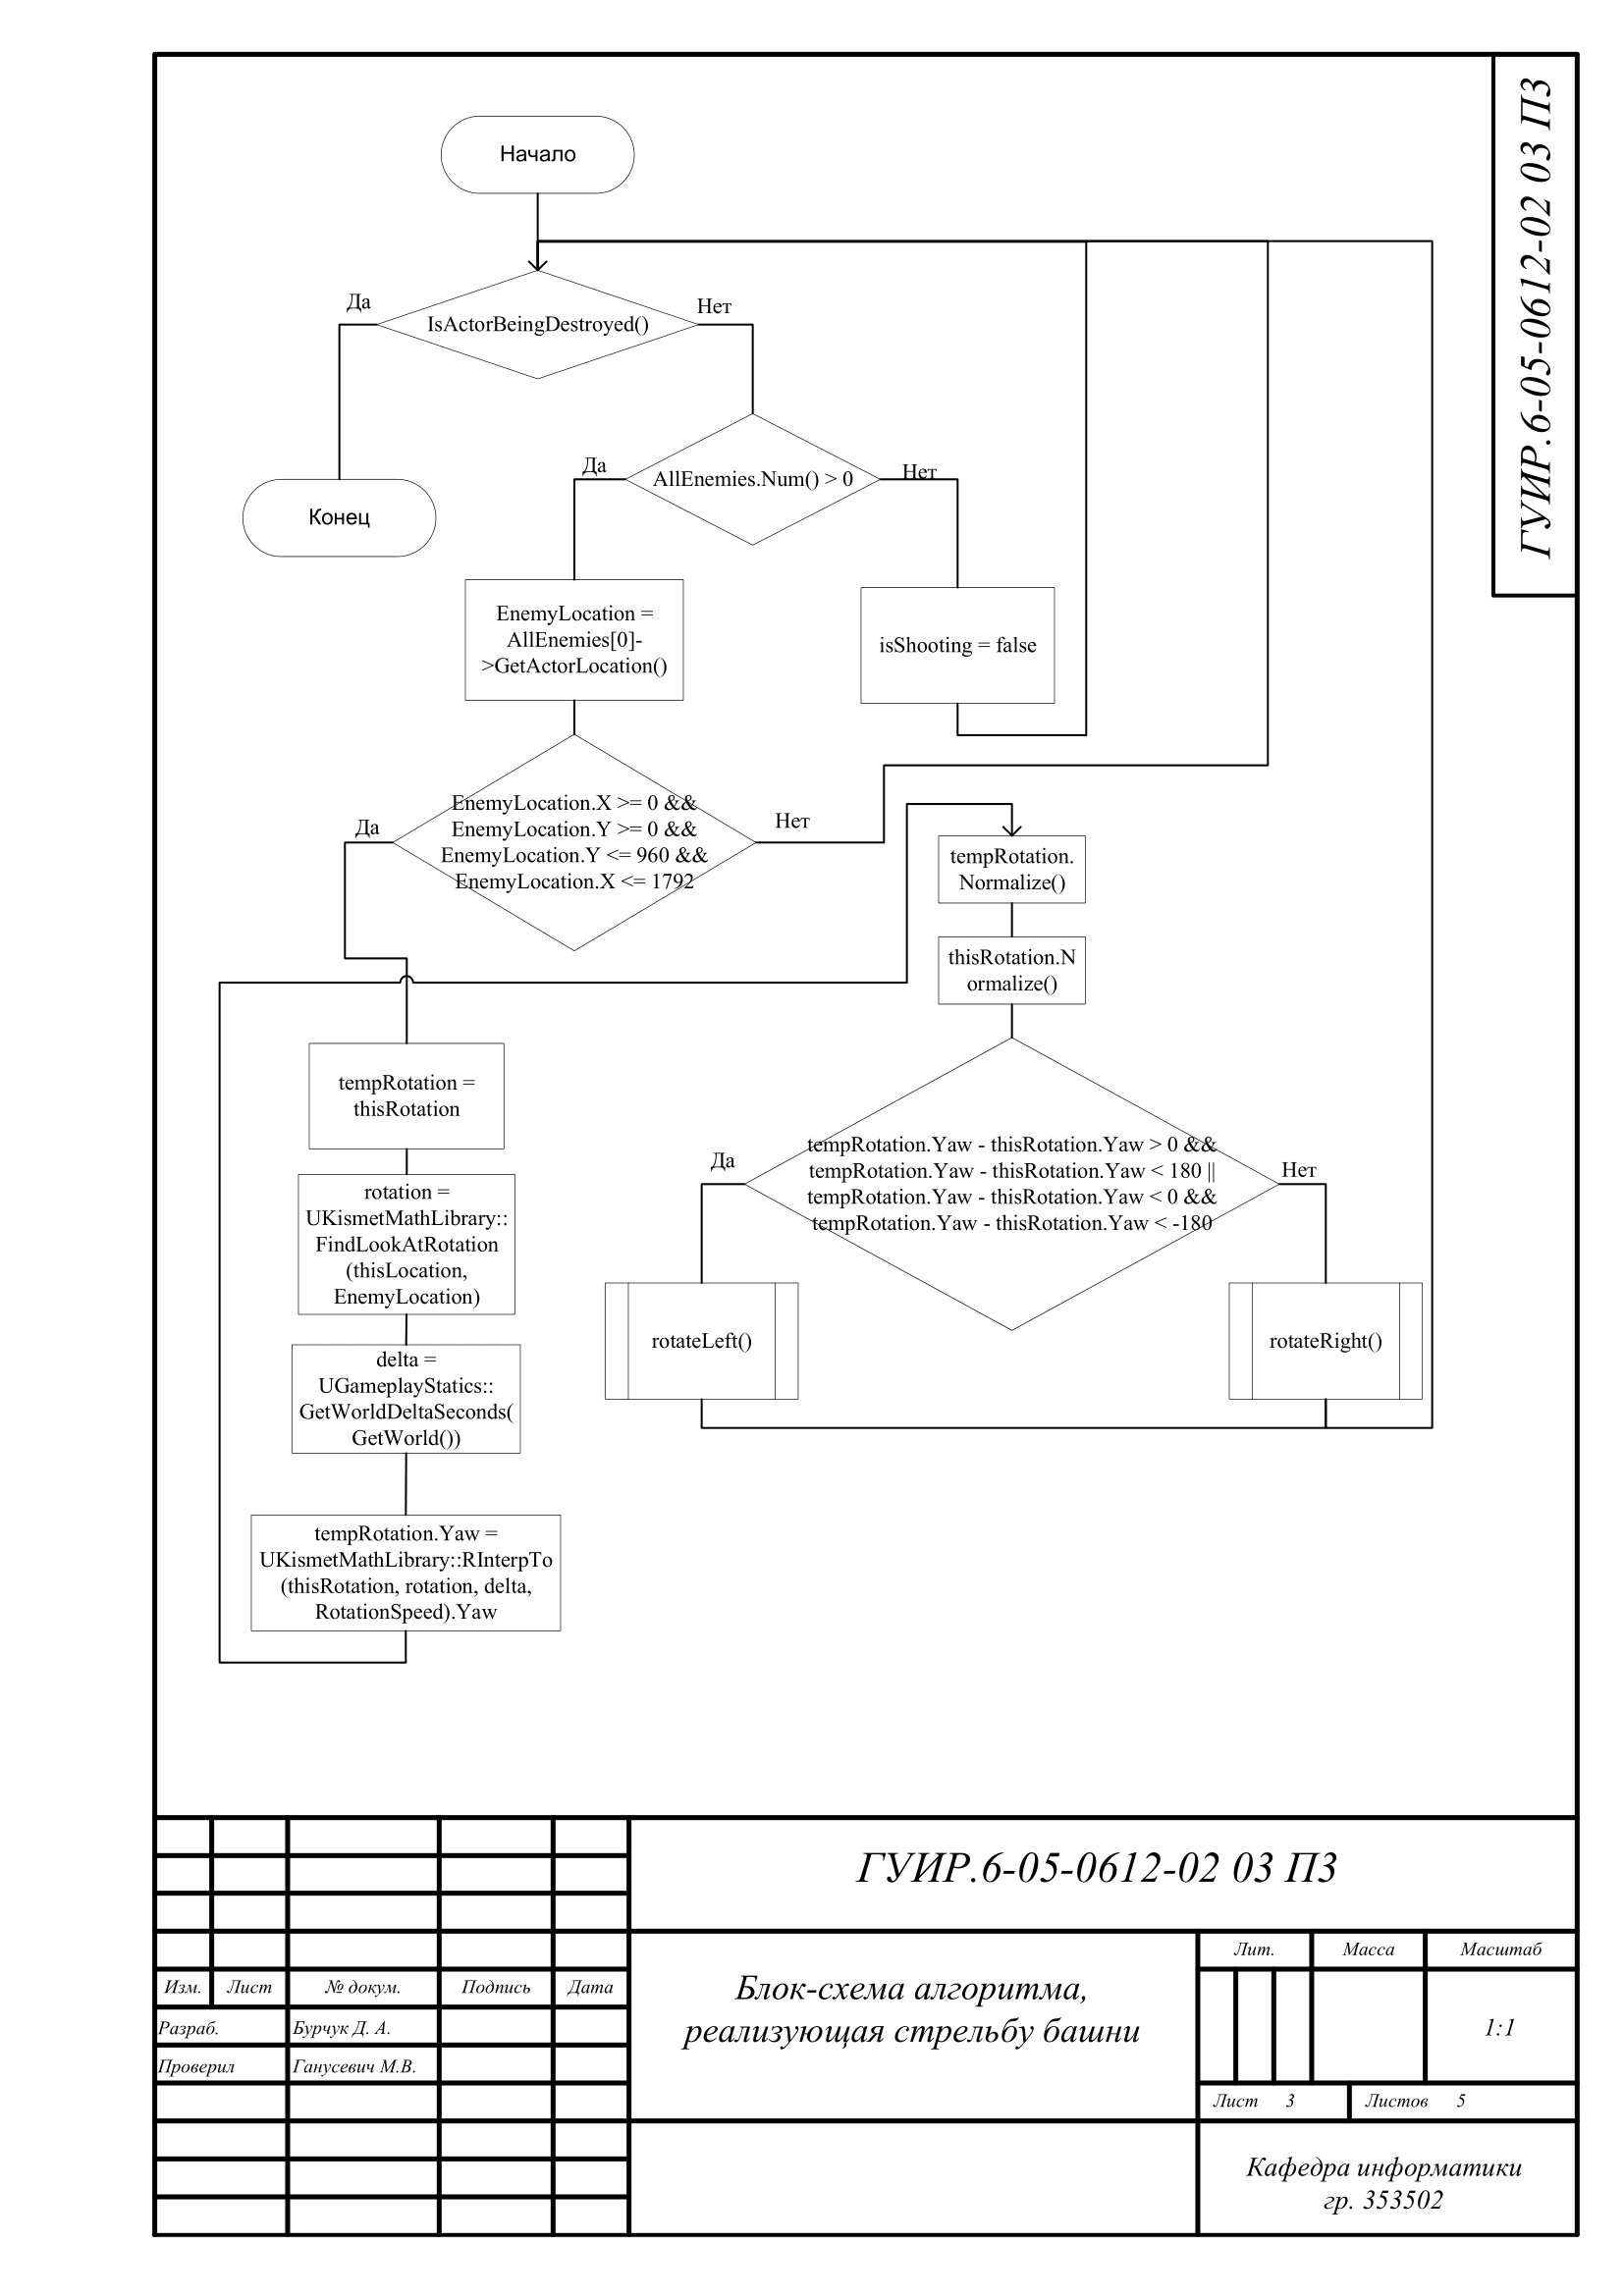 ГУИР.6-05-0612-02 03 ПЗ
Начало
Да
Нет
IsActorBeingDestroyed()
Да
Нет
AllEnemies.Num() > 0
Конец
EnemyLocation =
AllEnemies[0]-
>GetActorLocation()
isShooting = false
EnemyLocation.X >= 0 &&
EnemyLocation.Y >= 0 &&
EnemyLocation.Y <= 960 &&
EnemyLocation.X <= 1792
Да
Нет
tempRotation.
Normalize()
thisRotation.N
ormalize()
tempRotation =
thisRotation
rotation =
UKismetMathLibrary::
FindLookAtRotation
(thisLocation,
EnemyLocation)
delta =
UGameplayStatics::
GetWorldDeltaSeconds(
GetWorld())
tempRotation.Yaw =
UKismetMathLibrary::RInterpTo
(thisRotation, rotation, delta,
RotationSpeed).Yaw
tempRotation.Yaw - thisRotation.Yaw > 0 &&
tempRotation.Yaw - thisRotation.Yaw < 180 ||
tempRotation.Yaw - thisRotation.Yaw < 0 &&
tempRotation.Yaw - thisRotation.Yaw < -180
Да
Нет
rotateLeft()
rotateRight()
ГУИР.6-05-0612-02 03 ПЗ
Изм.
Лист
№ докум.
Подпись
Дата
Разраб.
Бурчук Д. А.
Проверил
Ганусевич М.В.
Блок-схема алгоритма,
реализующая стрельбу башни
Лит.
Масса
Масштаб
1:1
Лист 3
Листов 5
Кафедра информатики
гр. 353502